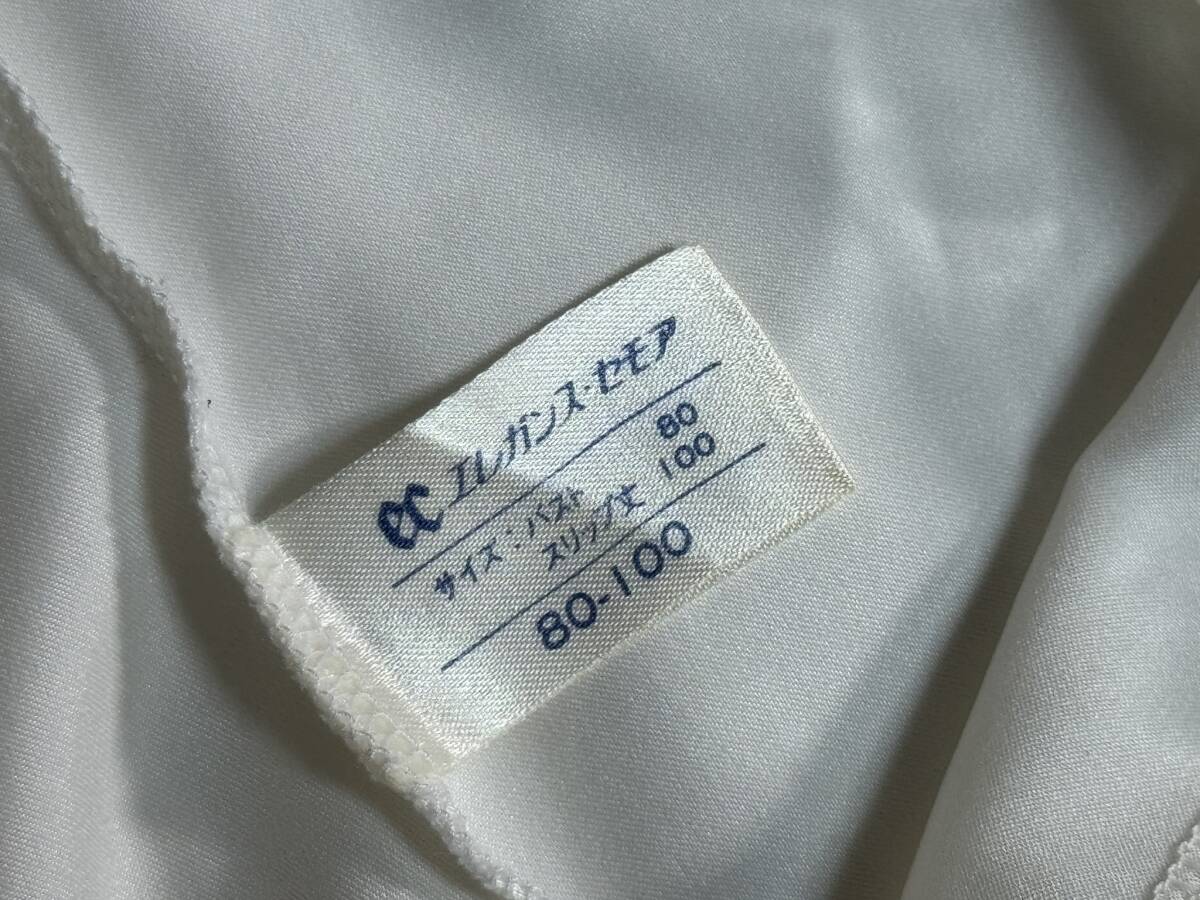 ec エレガンス・セモア
サイズ：バスト 80
スリップ丈 100
80-100